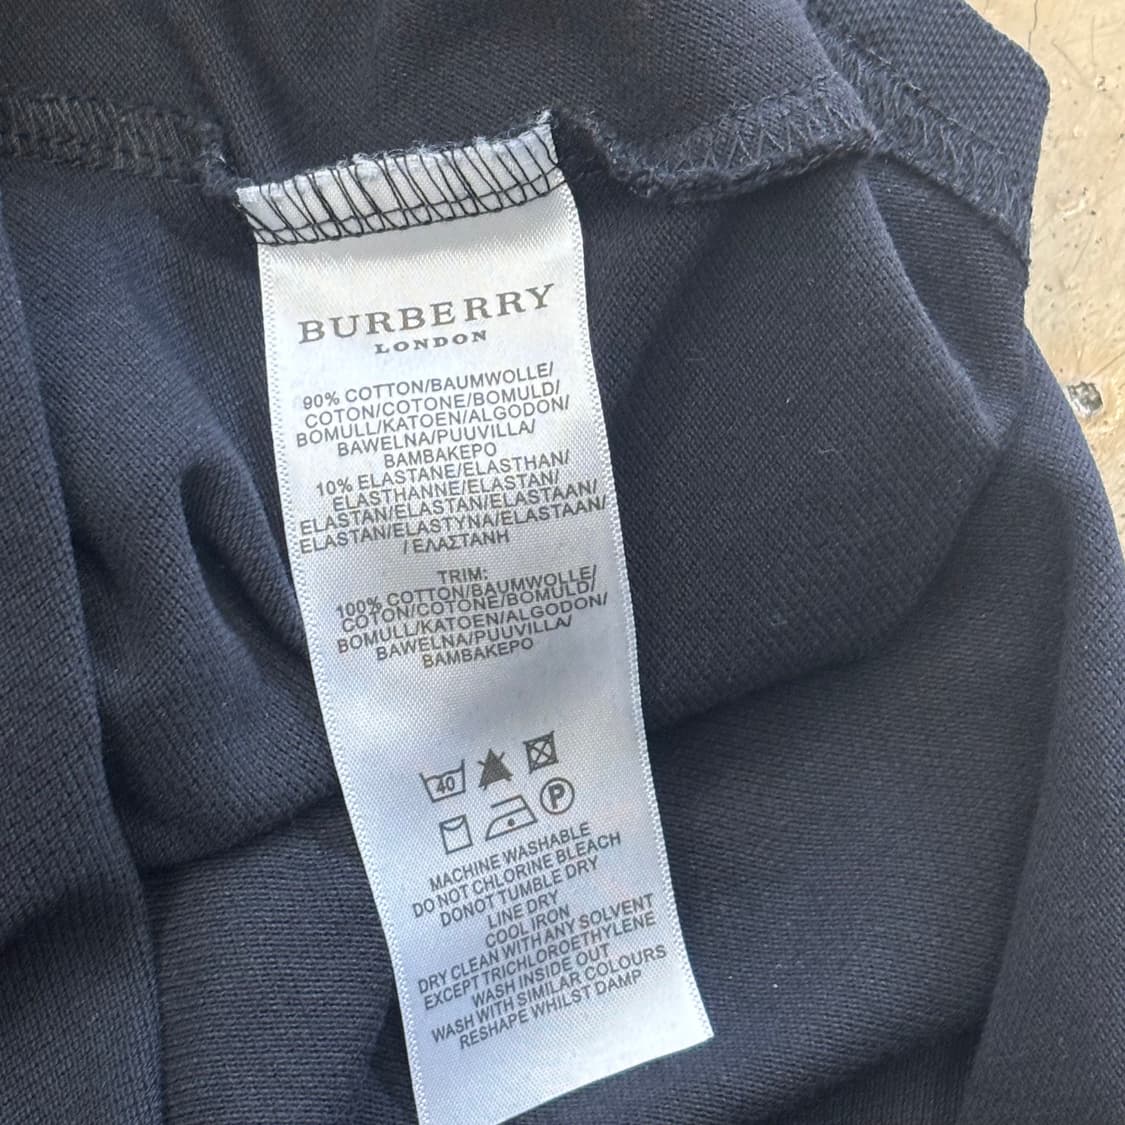 BURBERRY
LONDON
90% COTTON/BAUMWOLLE/
COTON/COTONE/BOMULD/
BOMULL/KATOEN/ALGODON/
BAWELNA/PUUVILLA/
BAMBAKEPO
10% ELASTANE/ELASTHAN/
ELASTHANNE/ELASTAN/
ELASTAN/ELASTAN/ELASTAAN/
ELASTAN/ELASTYNA/ELASTAAN/
/ ΕΛΑΣΤΑΝΗ
TRIM:
100% COTTON/BAUMWOLLE/
COTON/COTONE/BOMULD/
BOMULL/KATOEN/ALGODON/
BAWELNA/PUUVILLA/
BAMBAKEPO
40
P
MACHINE WASHABLE
DO NOT CHLORINE BLEACH
DONOT TUMBLE DRY
LINE DRY
COOL IRON
DRY CLEAN WITH ANY SOLVENT
EXCEPT TRICHLOROETHYLENE
WASH INSIDE OUT
WASH WITH SIMILAR COLOURS
RESHAPE WHILST DAMP